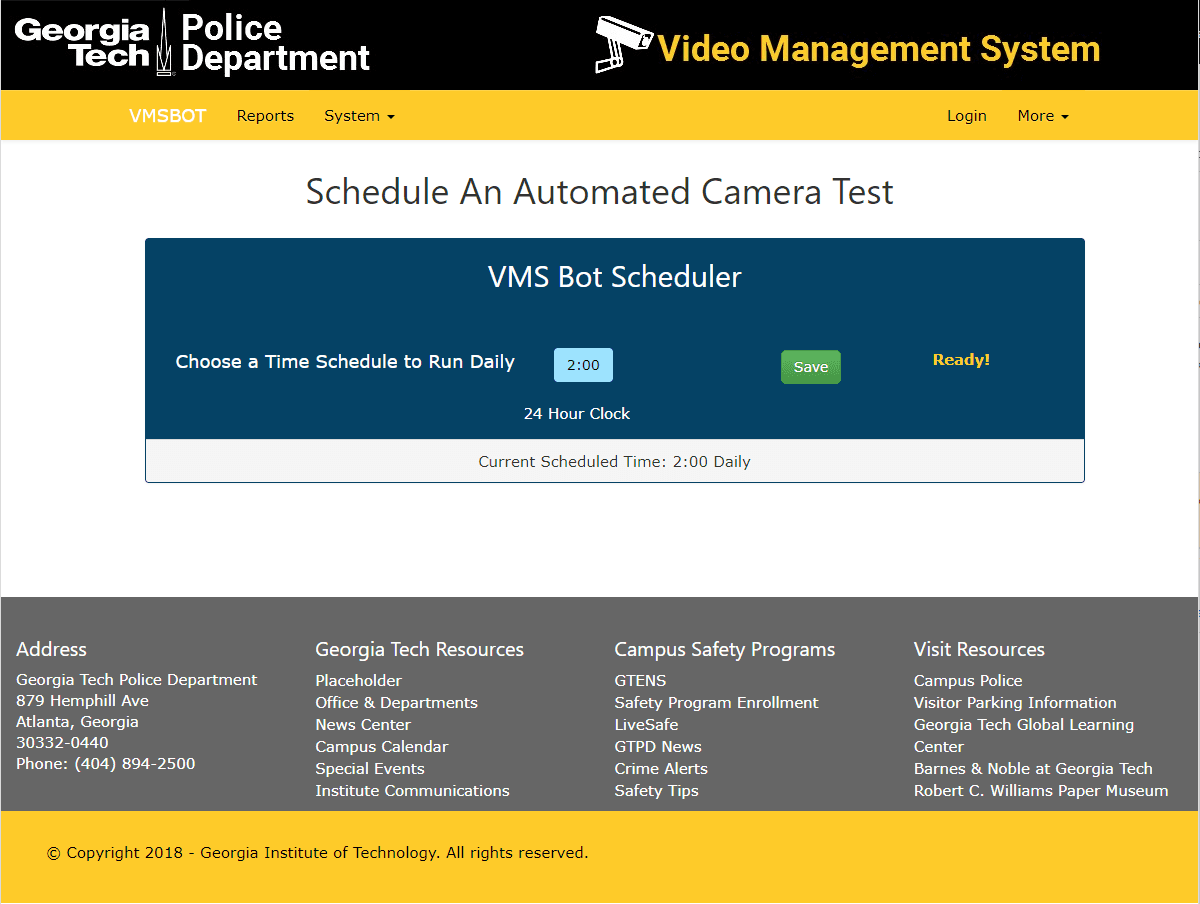 Georgia Tech
Police Department
Video Management System
VMSBOT Reports System Login More
Schedule An Automated Camera Test
VMS Bot Scheduler
Choose a Time Schedule to Run Daily 2:00 Save Ready!
24 Hour Clock
Current Scheduled Time: 2:00 Daily
Address
Georgia Tech Police Department
879 Hemphill Ave
Atlanta, Georgia
30332-0440
Phone: (404) 894-2500
Georgia Tech Resources
Placeholder
Office & Departments
News Center
Campus Calendar
Special Events
Institute Communications
Campus Safety Programs
GTENS
Safety Program Enrollment
LiveSafe
GTPD News
Crime Alerts
Safety Tips
Visit Resources
Campus Police
Visitor Parking Information
Georgia Tech Global Learning
Center
Barnes & Noble at Georgia Tech
Robert C. Williams Paper Museum
© Copyright 2018 - Georgia Institute of Technology. All rights reserved.